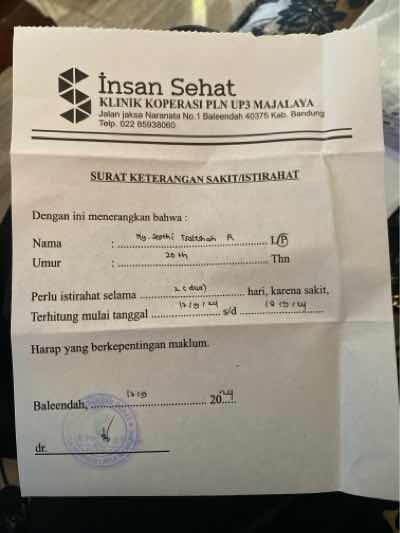 İnsan Sehat
KLINIK KOPERASI PLN UP3 MAJALAYA
Jalan jaksa Naranata No.1 Baleendah 40375 Kab. Bandung
Telp. 022 85938060
SURAT KETERANGAN SAKIT/ISTIRAHAT
Dengan ini menerangkan bahwa :
Nama : L/P
Umur : 20 th Thn
Perlu istirahat selama 2 (dua) hari, karena sakit,
Terhitung mulai tanggal s/d
Harap yang berkepentingan maklum.
Baleendah, 2024
dr.